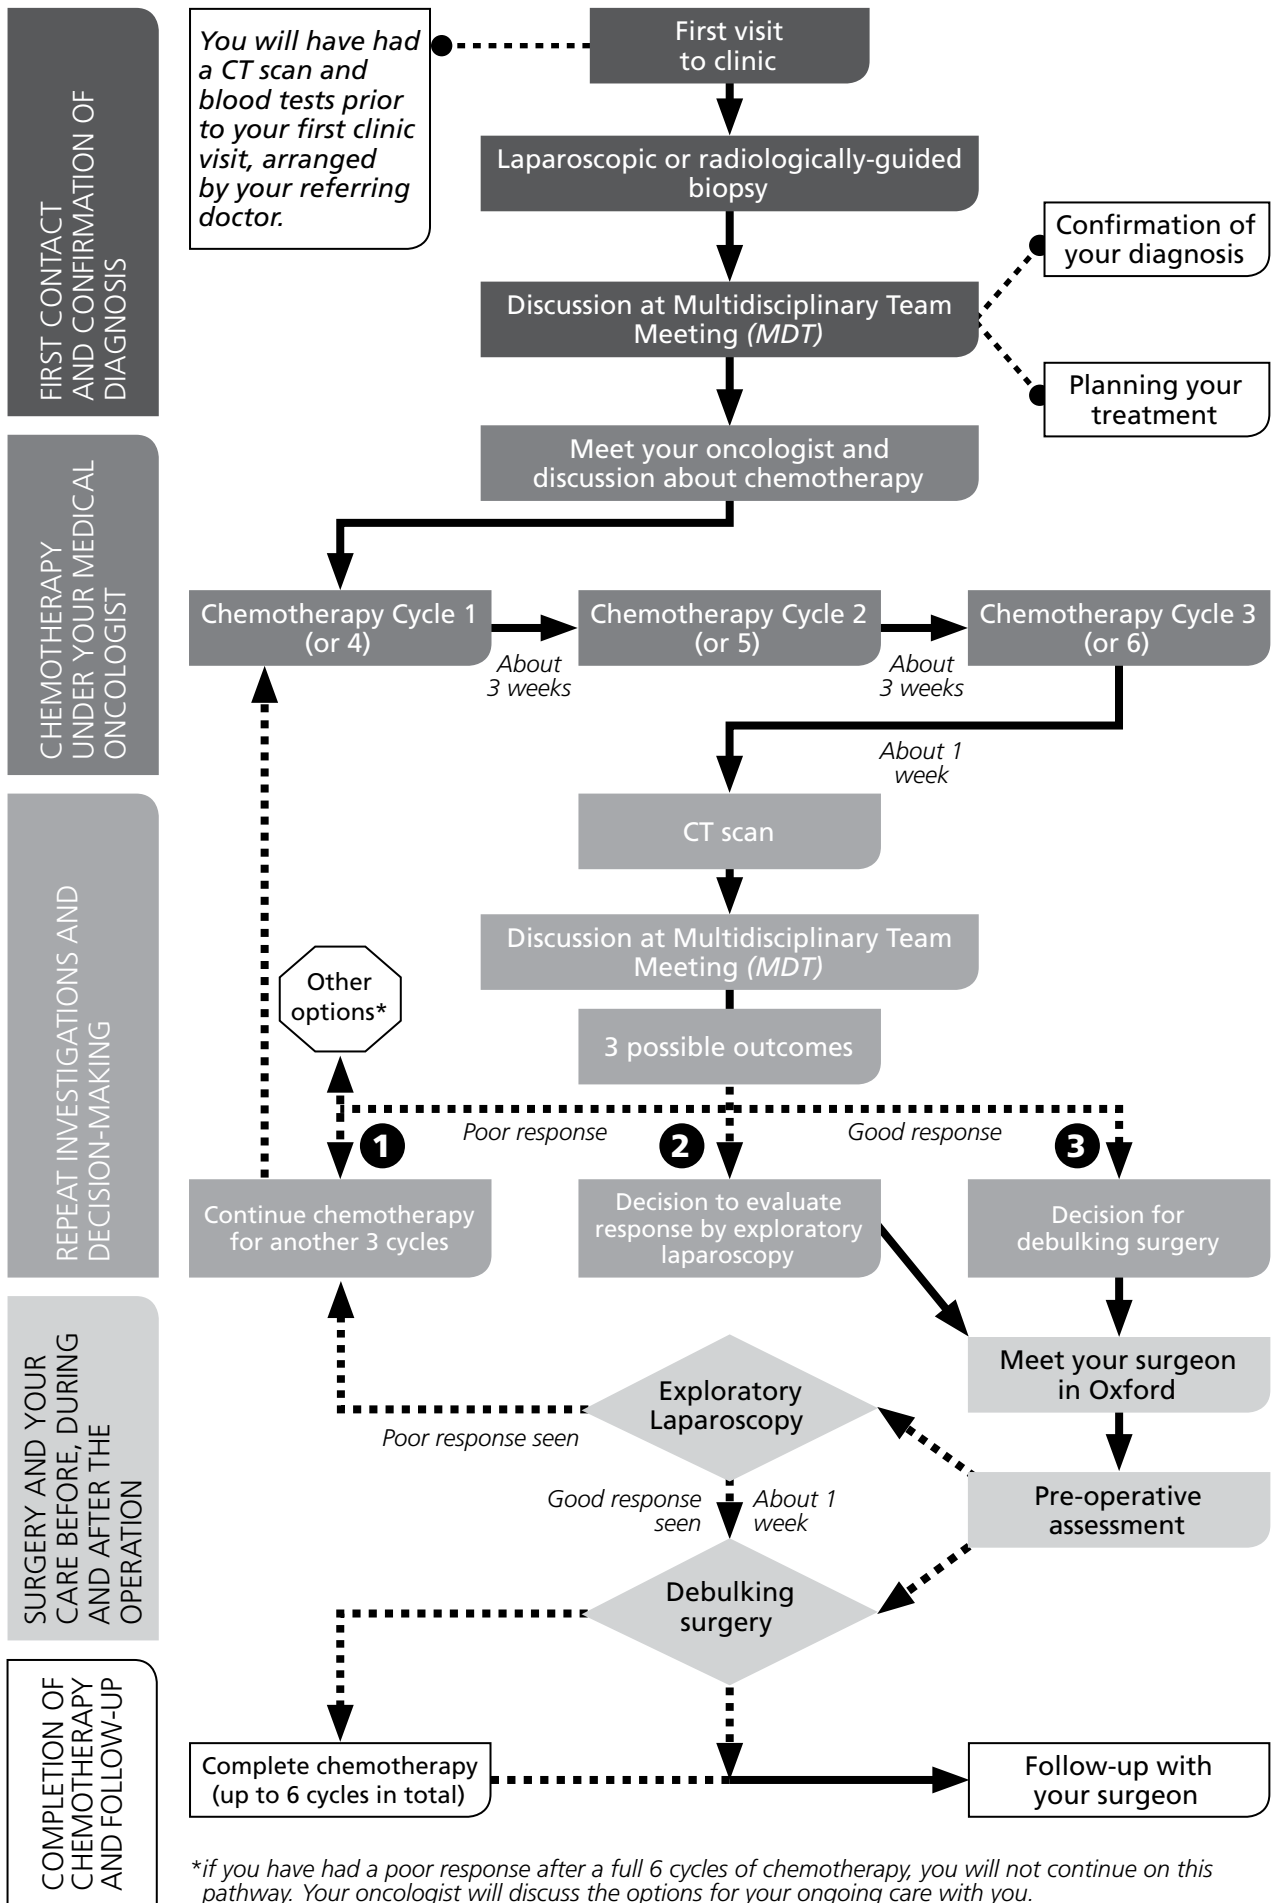 FIRST CONTACT
AND CONFIRMATION OF
DIAGNOSIS
You will have had
a CT scan and
blood tests prior
to your first clinic
visit, arranged
by your referring
doctor.
First visit
to clinic
Laparoscopic or radiologically-guided
biopsy
Discussion at Multidisciplinary Team
Meeting (MDT)
Confirmation of
your diagnosis
Planning your
treatment
CHEMOTHERAPY
UNDER YOUR MEDICAL
ONCOLOGIST
Meet your oncologist and
discussion about chemotherapy
Chemotherapy Cycle 1
(or 4)
About
3 weeks
Chemotherapy Cycle 2
(or 5)
About
3 weeks
Chemotherapy Cycle 3
(or 6)
About 1
week
REPEAT INVESTIGATIONS AND
DECISION-MAKING
CT scan
Discussion at Multidisciplinary Team
Meeting (MDT)
Other
options*
3 possible outcomes
1
Poor response
2
Good response
3
Continue chemotherapy
for another 3 cycles
Decision to evaluate
response by exploratory
laparoscopy
Decision for
debulking surgery
SURGERY AND YOUR
CARE BEFORE, DURING
AND AFTER THE
OPERATION
Meet your surgeon
in Oxford
Exploratory
Laparoscopy
Poor response seen
Pre-operative
assessment
Good response
seen
About 1
week
Debulking
surgery
COMPLETION OF
CHEMOTHERAPY
AND FOLLOW-UP
Complete chemotherapy
(up to 6 cycles in total)
Follow-up with
your surgeon
*if you have had a poor response after a full 6 cycles of chemotherapy, you will not continue on this
pathway. Your oncologist will discuss the options for your ongoing care with you.